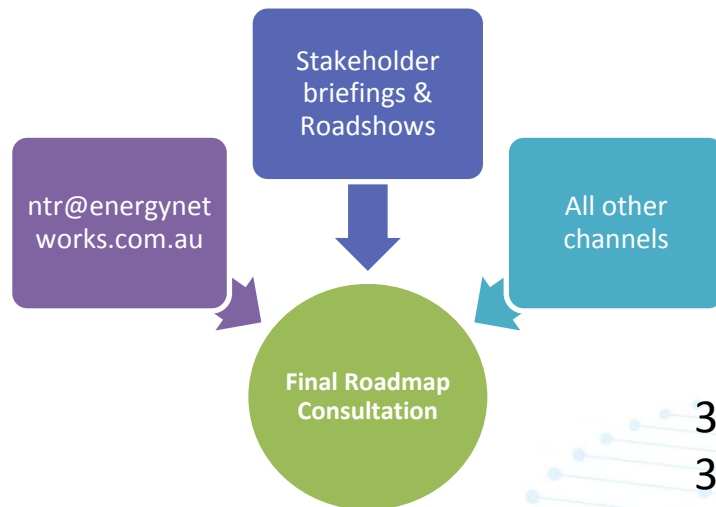 Stakeholder
briefings &
Roadshows
ntr@energynet
works.com.au
All other
channels
Final Roadmap
Consultation
3
3